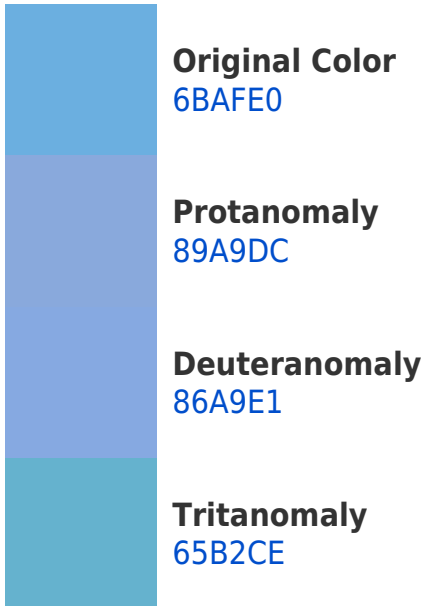 Original Color
6BAFE0
Protanomaly
89A9DC
Deuteranomaly
86A9E1
Tritanomaly
65B2CE